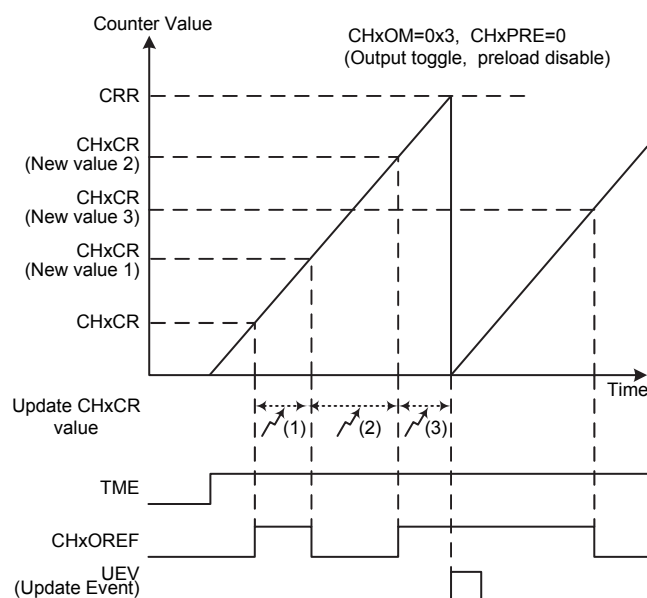 Counter Value
CHxOM=0x3, CHxPRE=0
(Output toggle, preload disable)
CRR
CHxCR
(New value 2)
CHxCR
(New value 3)
CHxCR
(New value 1)
CHxCR
Time
Update CHxCR
value
(1)
(2)
(3)
TME
CHxOREF
UEV
(Update Event)